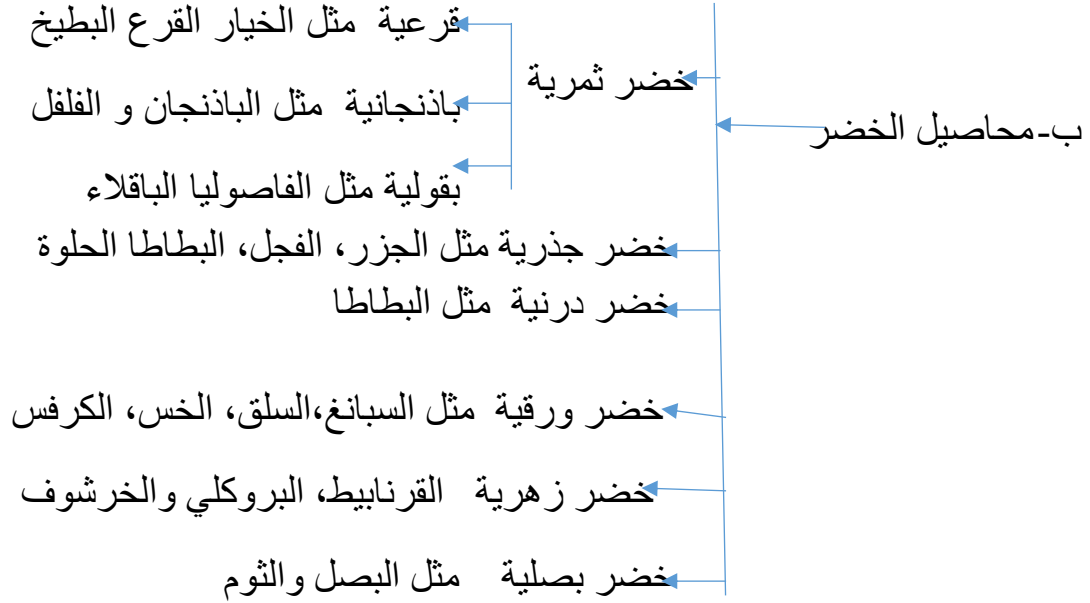 ب-محاصيل الخضر
خضر ثمرية
قرعية مثل الخيار القرع البطيخ
باذنجانية مثل الباذنجان و الفلفل
بقولية مثل الفاصوليا الباقلاء
خضر جذرية مثل الجزر، الفجل، البطاطا الحلوة
خضر درنية مثل البطاطا
خضر ورقية مثل السبانغ،السلق، الخس، الكرفس
خضر زهرية القرنابيط، البروكلي والخرشوف
خضر بصلية مثل البصل والثوم